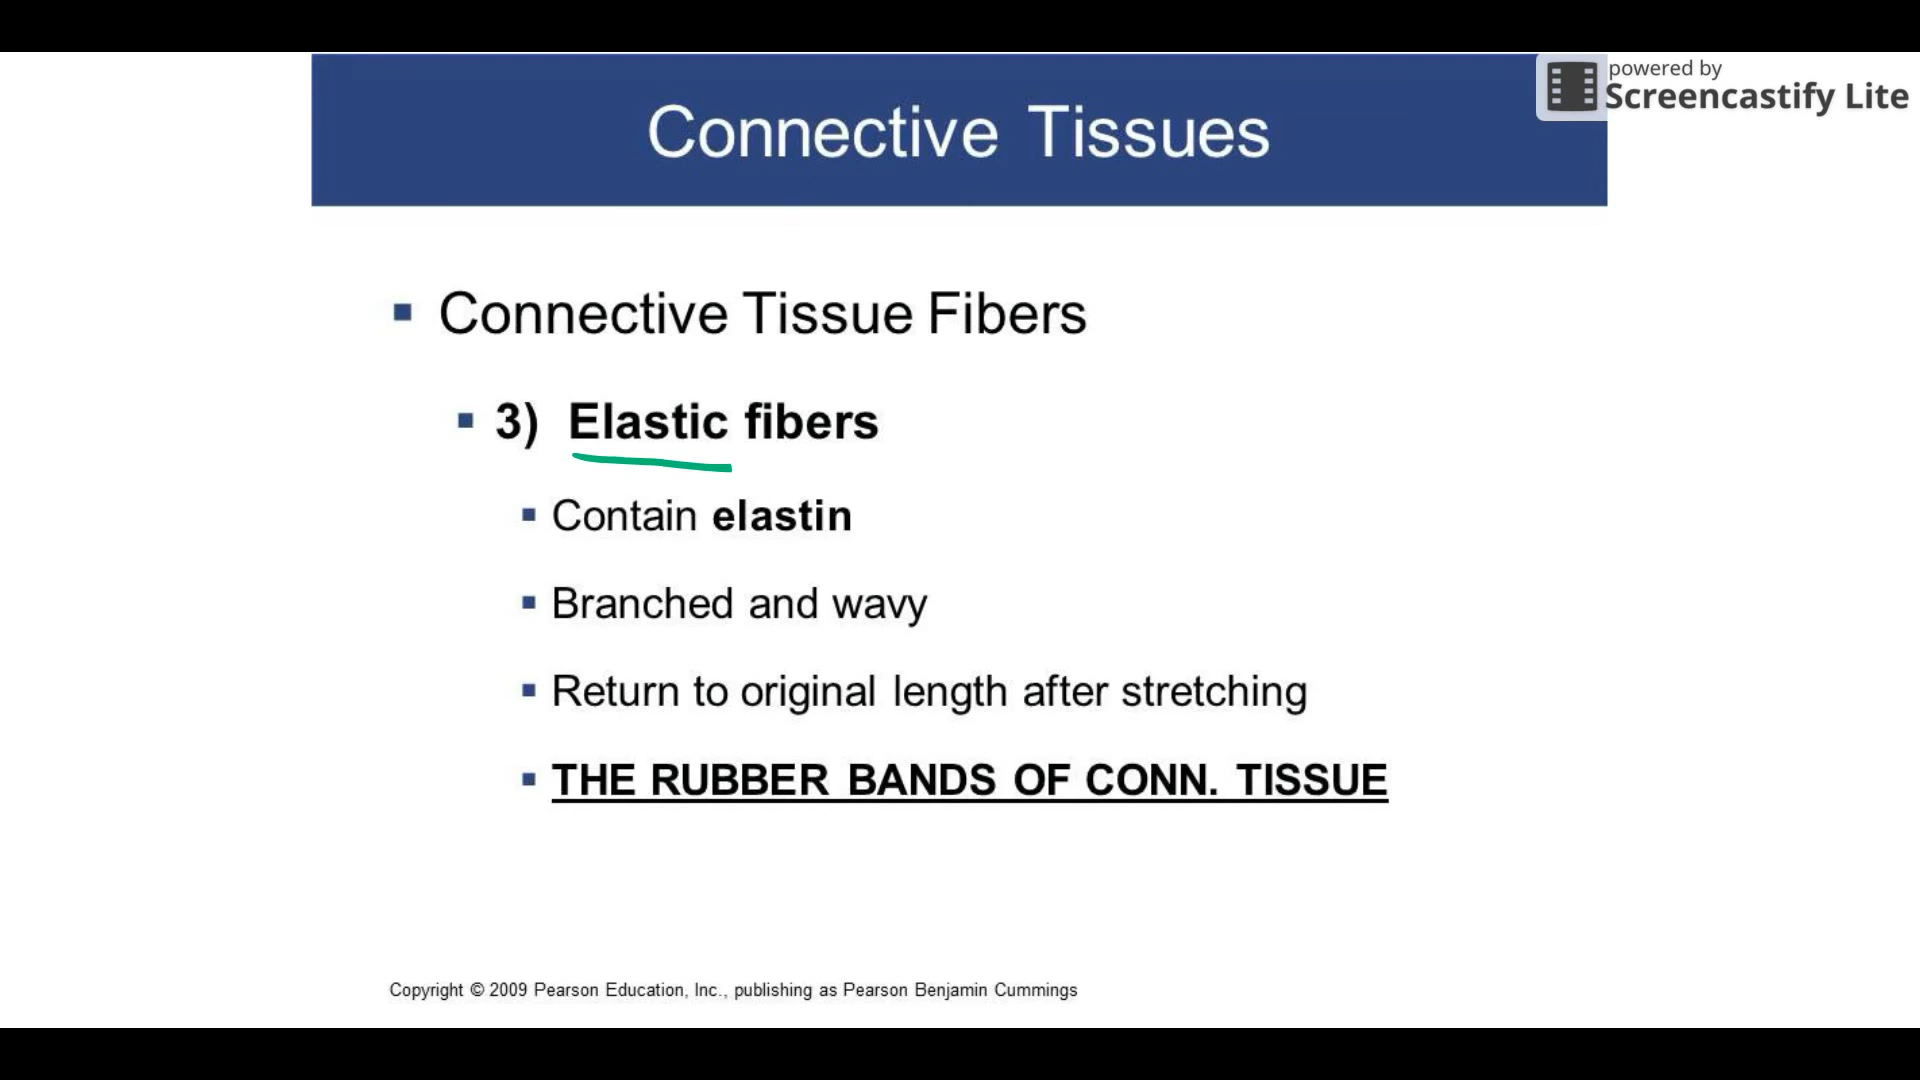 powered by
Screencastify Lite
Connective Tissues
Connective Tissue Fibers
3) Elastic fibers
Contain elastin
Branched and wavy
Return to original length after stretching
THE RUBBER BANDS OF CONN. TISSUE
Copyright © 2009 Pearson Education, Inc., publishing as Pearson Benjamin Cummings